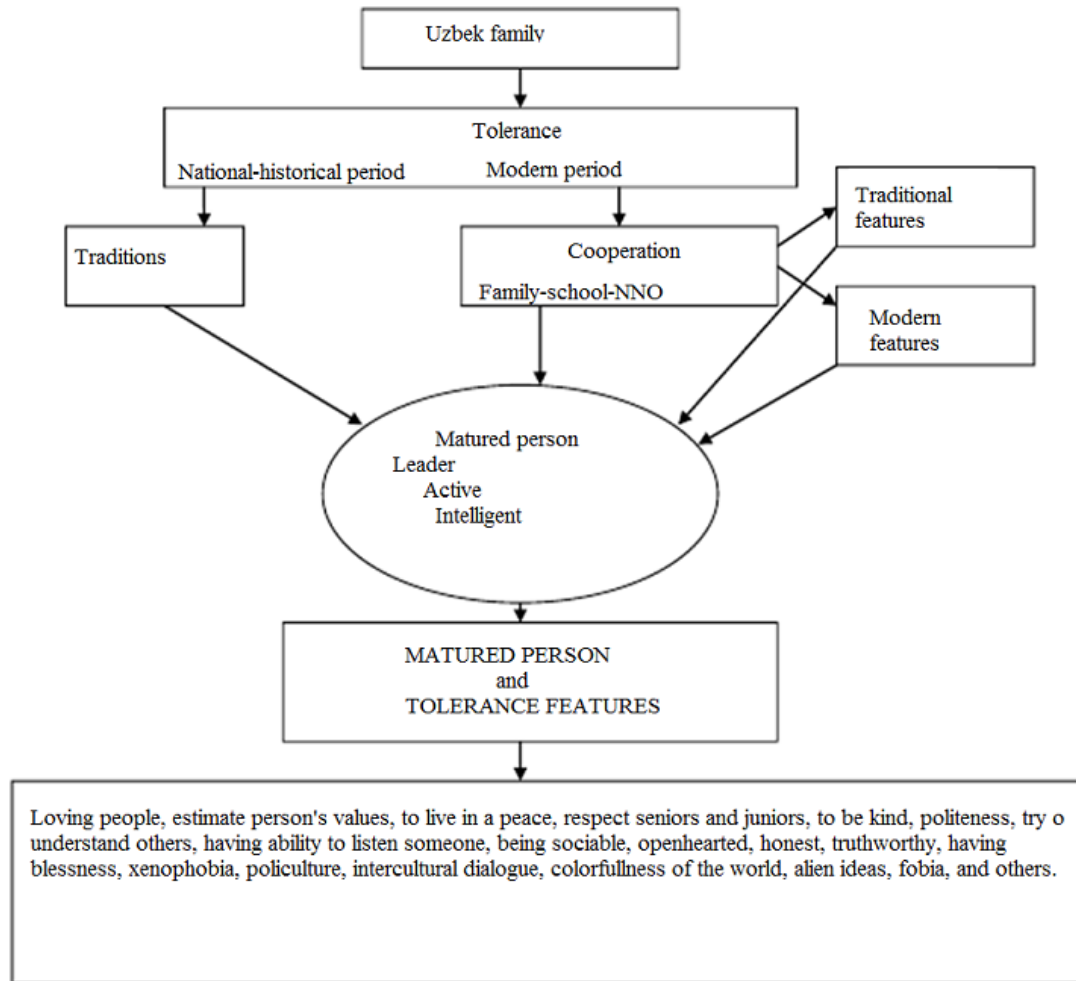 Uzbek family
Tolerance
National-historical period Modern period
Traditional
features
Traditions
Cooperation
Family-school-NNO
Modern
features
Matured person
Leader
Active
Intelligent
MATURED PERSON
and
TOLERANCE FEATURES
Loving people, estimate person's values, to live in a peace, respect seniors and juniors, to be kind, politeness, try o
understand others, having ability to listen someone, being sociable, openhearted, honest, truthworthy, having
blessness, xenophobia, policulture, intercultural dialogue, colorfullness of the world, alien ideas, fobia, and others.